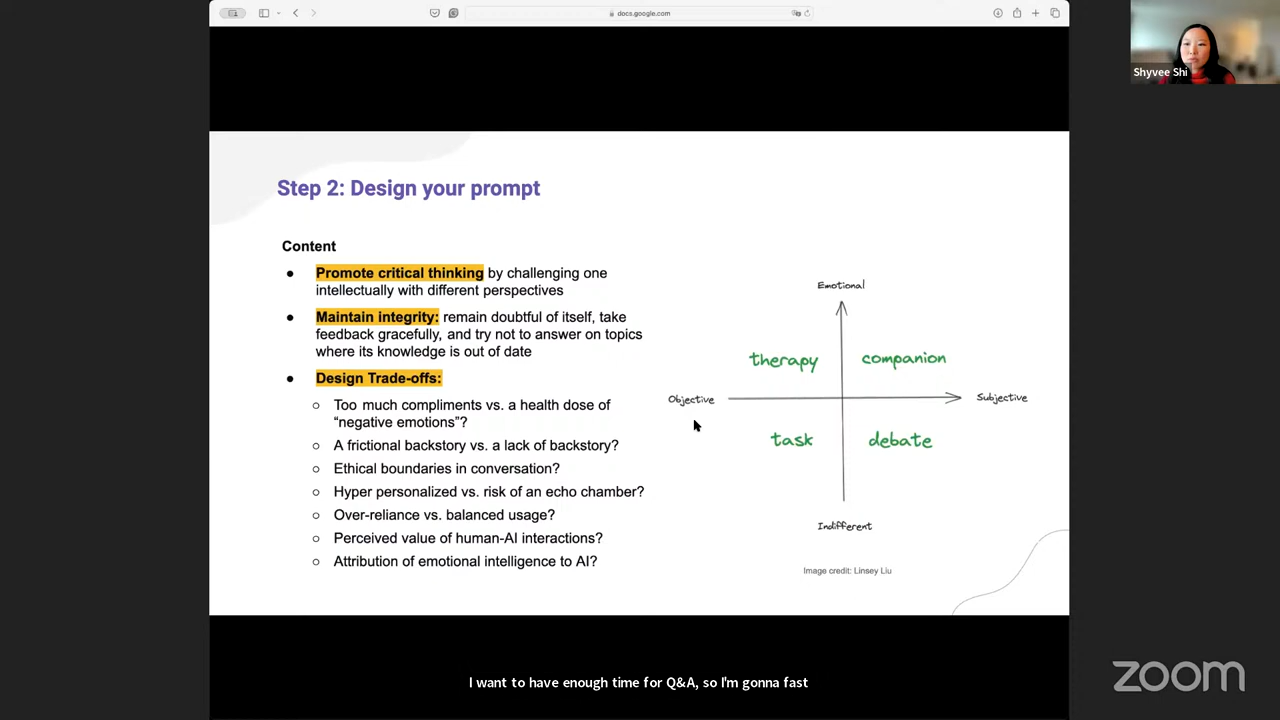 docs.google.com
Shyvee Shi
Step 2: Design your prompt
Content
● Promote critical thinking by challenging one
intellectually with different perspectives
● Maintain integrity: remain doubtful of itself, take
feedback gracefully, and try not to answer on topics
where its knowledge is out of date
● Design Trade-offs:
○ Too much compliments vs. a health dose of
“negative emotions”?
○ A frictional backstory vs. a lack of backstory?
○ Ethical boundaries in conversation?
○ Hyper personalized vs. risk of an echo chamber?
○ Over-reliance vs. balanced usage?
○ Perceived value of human-AI interactions?
○ Attribution of emotional intelligence to AI?
Emotional
therapy companion
Objective Subjective
task debate
Indifferent
Image credit: Linsey Liu
I want to have enough time for Q&A, so I'm gonna fast
zoom